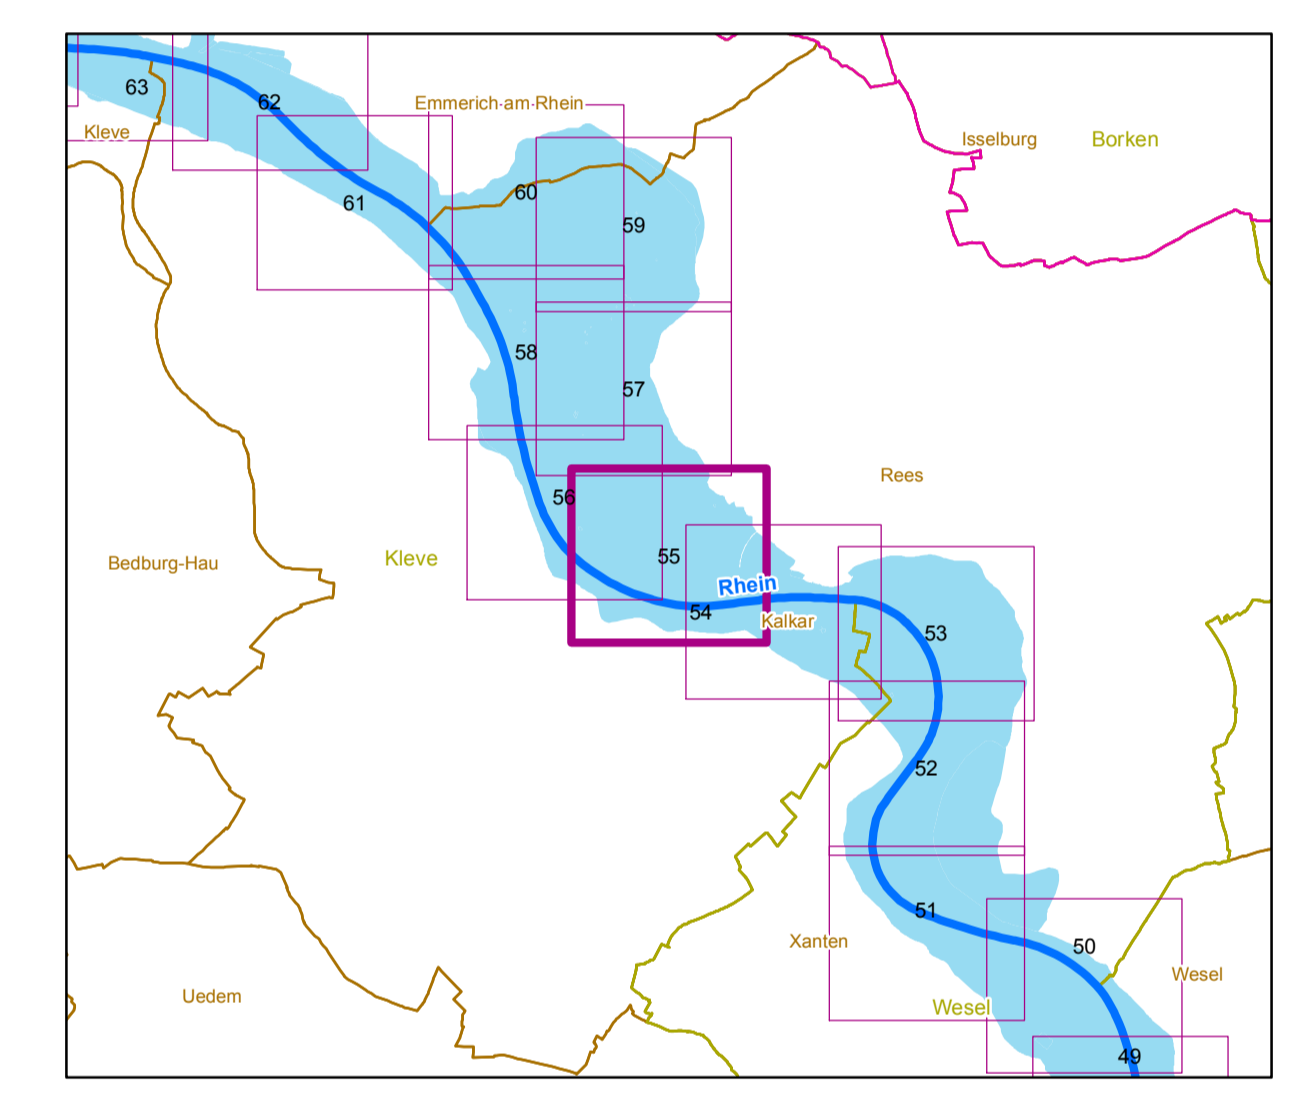 63
62
Emmerich-am-Rhein
Kleve
Isselburg
Borken
60
61
59
58
57
Rees
56
55
Bedburg-Hau
Kleve
Rhein
54
Kalkar
53
52
51
Xanten
50
Wesel
Uedem
Wesel
49